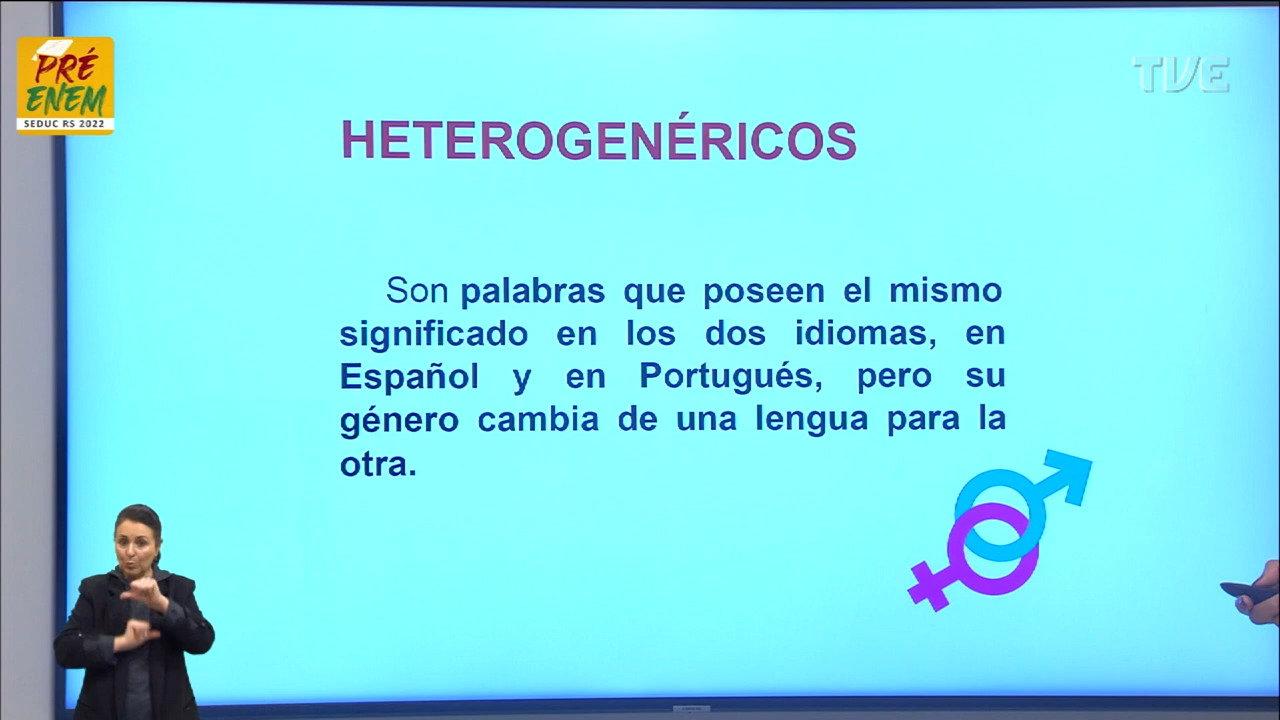 PRÉ
ENEM
SEDUC RS 2022
TVE
HETEROGENÉRICOS
Son palabras que poseen el mismo
significado en los dos idiomas, en
Español y en Portugués, pero su
género cambia de una lengua para la
otra.